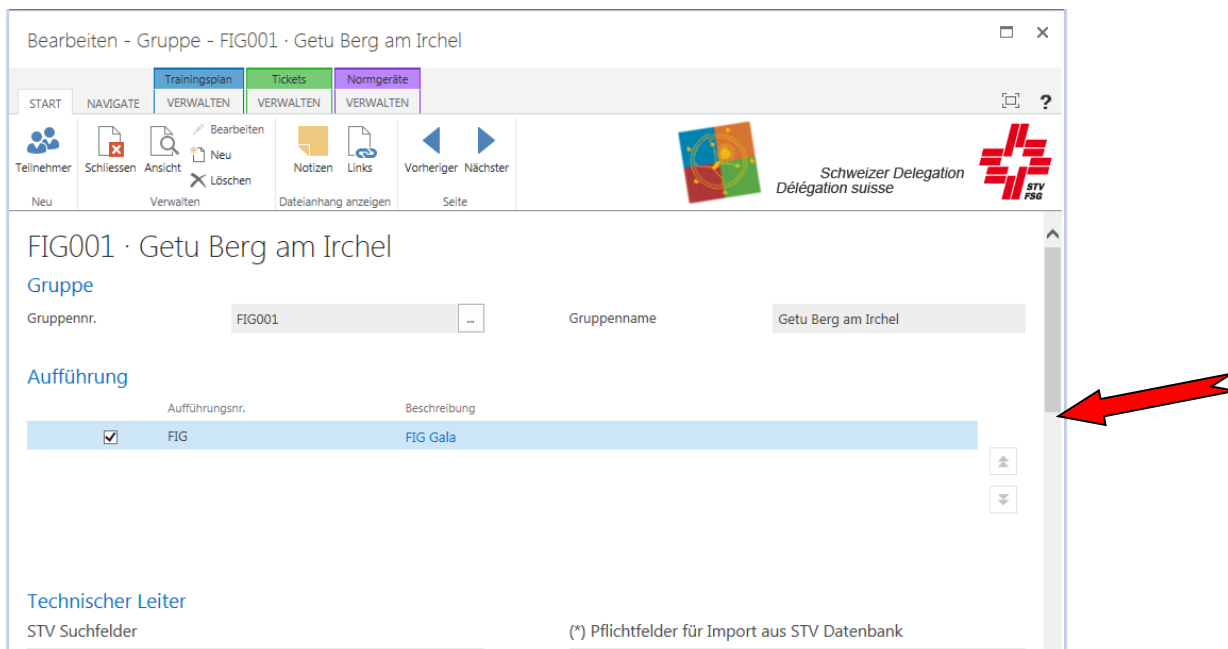 Bearbeiten - Gruppe - FIG001 · Getu Berg am Irchel
Trainingsplan Tickets Normgeräte
START NAVIGATE VERWALTEN VERWALTEN VERWALTEN ?
Bearbeiten
Neu
Löschen
Teilnehmer Schliessen Ansicht Notizen Links Vorheriger Nächster
Neu Verwalten Dateianhang anzeigen Seite
Schweizer Delegation
Délégation suisse
STV
FSG
FIG001 · Getu Berg am Irchel
Gruppe
Gruppennr. FIG001 ... Gruppenname Getu Berg am Irchel
Aufführung
Aufführungsnr. Beschreibung
FIG FIG Gala
Technischer Leiter
STV Suchfelder (*) Pflichtfelder für Import aus STV Datenbank